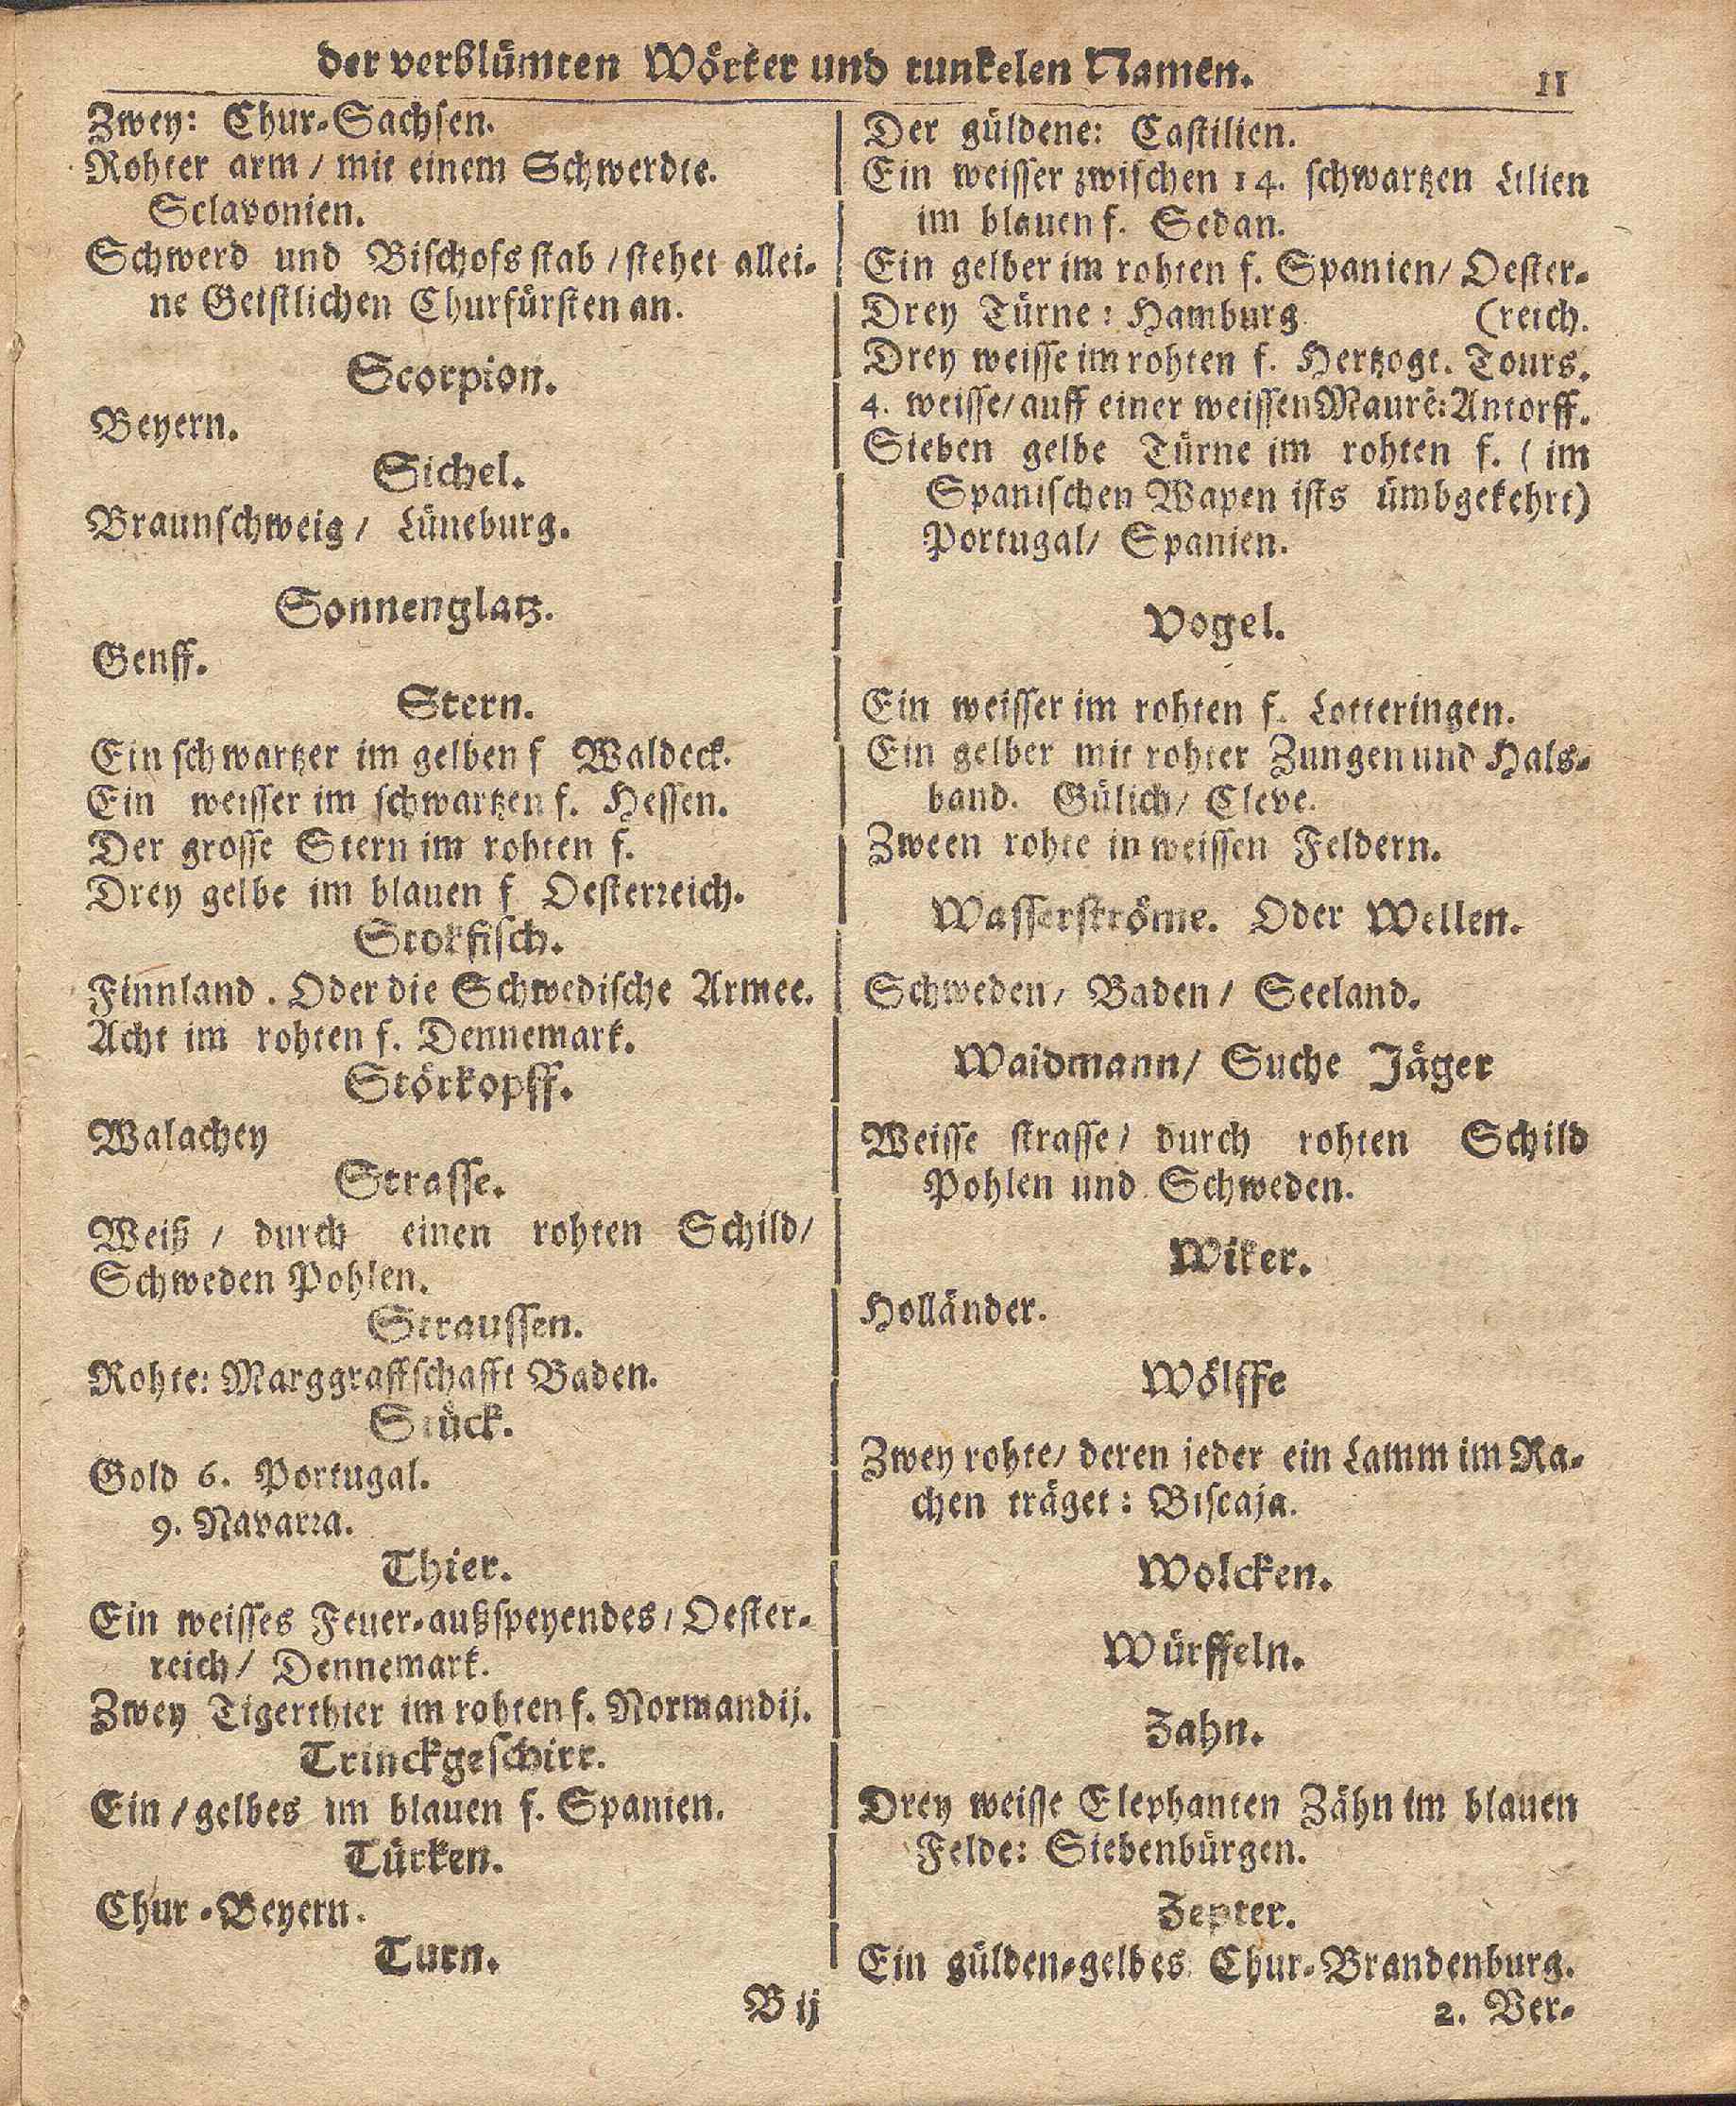 der verblümten Wörter und tunkelen Namen. 11
Zwey: Chur-Sachsen.
Rohter arm / mit einem Schwerdte.
Sclavonien.
Schwerd und Bischofs stab / stehet allei-
ne Geistlichen Churfürsten an.
Scorpion.
Beyern.
Sichel.
Braunschweig / Lüneburg.
Sonnenglatz.
Genff.
Stern.
Ein schwartzer im gelben f Waldeck.
Ein weisser im schwartzen f. Hessen.
Der grosse Stern im rohten f.
Drey gelbe im blauen f Oesterreich.
Stokfisch.
Finnland. Oder die Schwedische Armee.
Acht im rohten f. Dennemark.
Störkopff.
Walachey
Strasse.
Weiß / durch einen rohten Schild /
Schweden Pohlen.
Straussen.
Rohte: Marggraffschafft Baden.
Stück.
Gold 6. Portugal.
9. Navarra.
Thier.
Ein weisses Feuer-außspeyendes / Oester-
reich / Dennemark.
Zwey Tigerthier im rohten f. Normandij.
Trinckgeschirr.
Ein / gelbes im blauen f. Spanien.
Türken.
Chur-Beyern.
Turn.
B ij
Der güldene: Castilien.
Ein weisser zwischen 14. schwartzen Lilien
im blauen f. Sedan.
Ein gelber im rohten f. Spanien / Oester-
Drey Türne: Hamburg (reich.
Drey weisse im rohten f. Hertzogt. Tours.
4. weisse / auff einer weissen Maurẽ: Antorff.
Sieben gelbe Türne im rohten f. ( im
Spanischen Wapen ists ümbgekehrt)
Portugal / Spanien.
Vogel.
Ein weisser im rohten f. Lotteringen.
Ein gelber mit rohter Zungen und Hals-
band. Gülich / Cleve.
Zween rohte in weissen Feldern.
Wasserströme. Oder Wellen.
Schweden / Baden / Seeland.
Waidmann / Suche Jäger
Weisse strasse / durch rohten Schild
Pohlen und Schweden.
Wiker.
Holländer.
Wölffe
Zwey rohte / deren jeder ein Lamm im Ra-
chen träget: Biscaja.
Wolcken.
Würffeln.
Zahn.
Drey weisse Elephanten Zähn im blauen
Felde: Siebenbürgen.
Zepter.
Ein gülden-gelbes Chur-Brandenburg.
2. Ver-